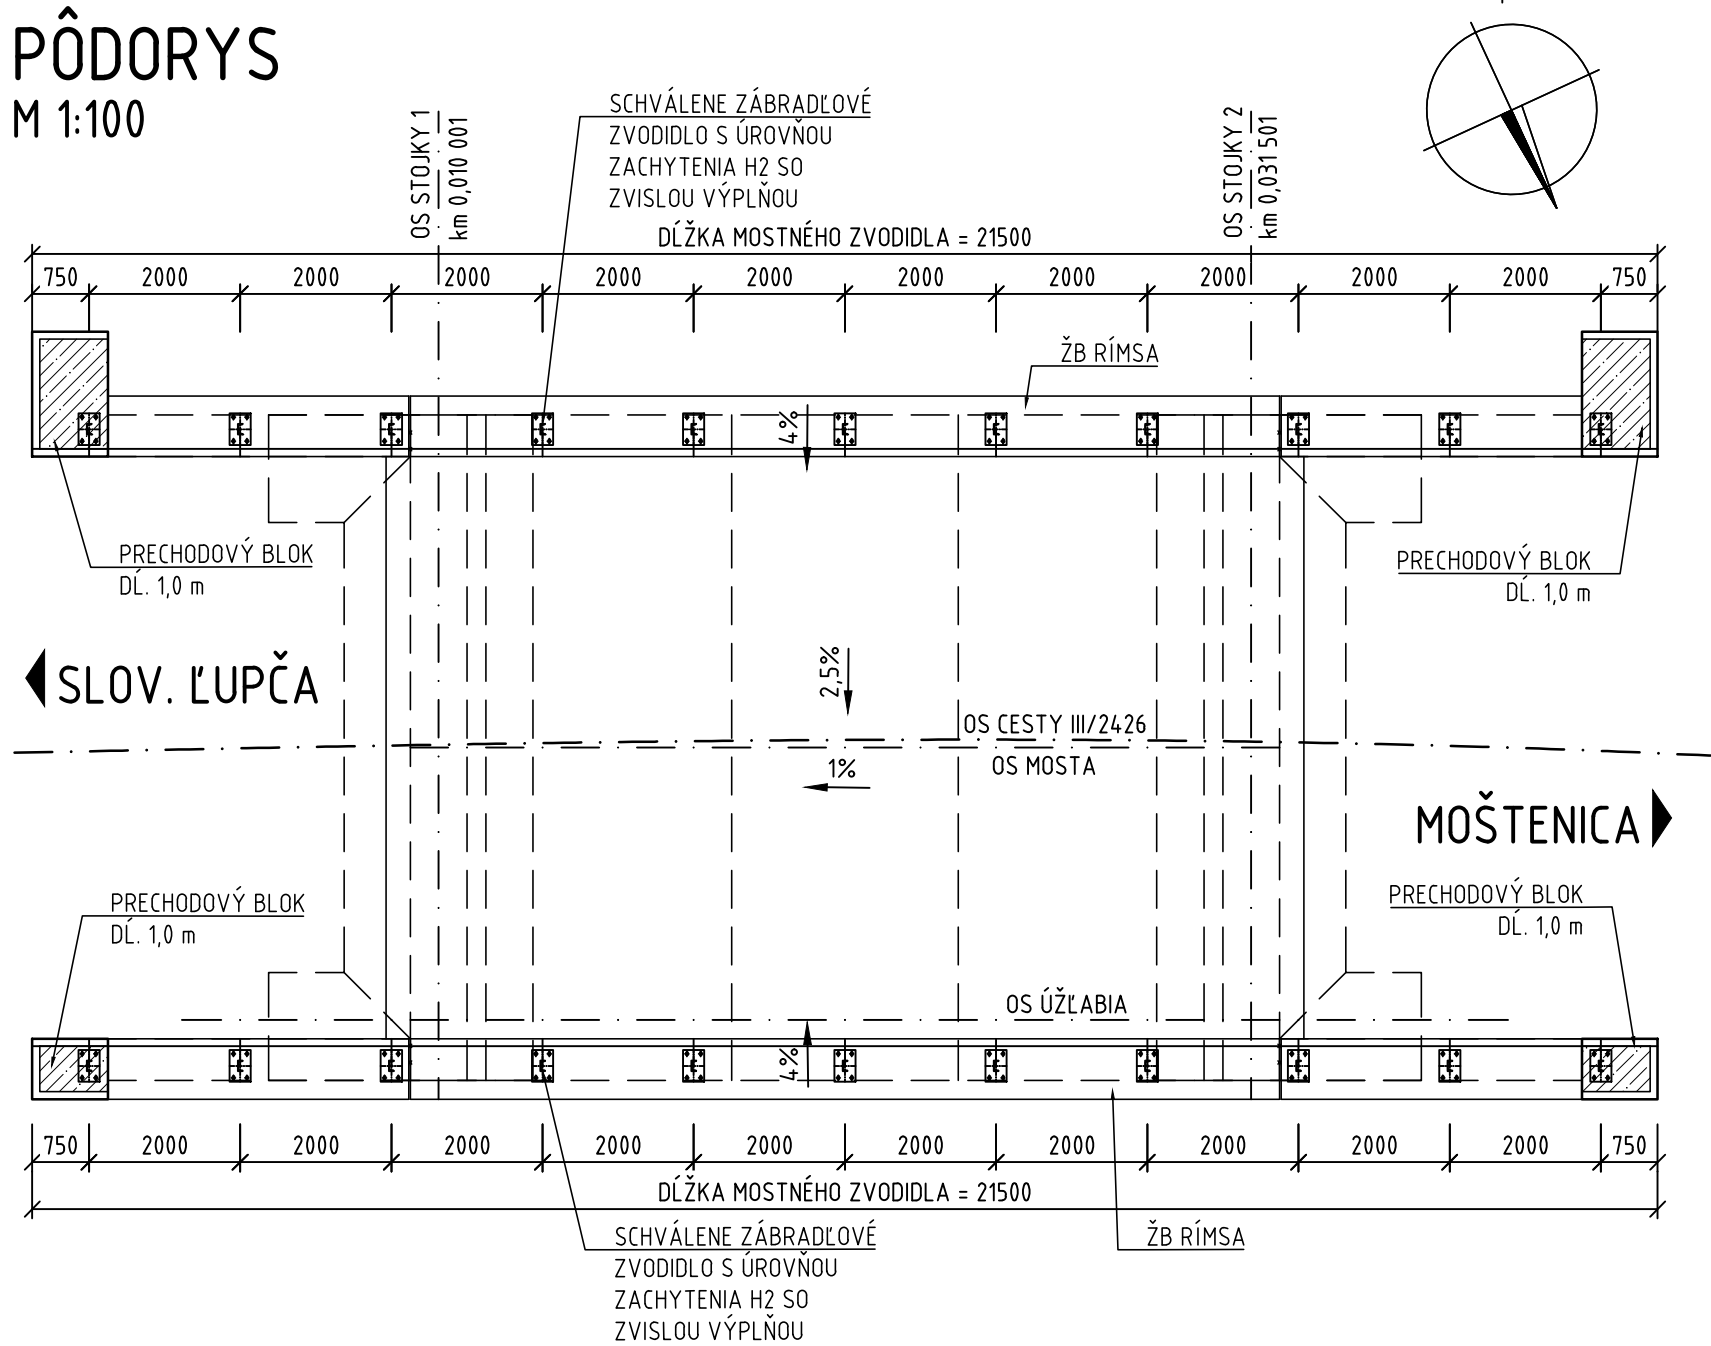 PÔDORYS
M 1:100
OS STOJKY 1
km 0,010 001
SCHVÁLENE ZÁBRADĽOVÉ
ZVODIDLO S ÚROVŇOU
ZACHYTENIA H2 SO
ZVISLOU VÝPLŇOU
OS STOJKY 2
km 0,031 501
DĹŽKA MOSTNÉHO ZVODIDLA = 21500
750 2000 2000 2000 2000 2000 2000 2000 2000 2000 2000 750
ŽB RÍMSA
4%
PRECHODOVÝ BLOK
DĹ. 1,0 m
PRECHODOVÝ BLOK
DĹ. 1,0 m
SLOV. ĽUPČA
2,5%
OS CESTY III/2426
OS MOSTA
1%
MOŠTENICA
PRECHODOVÝ BLOK
DĹ. 1,0 m
PRECHODOVÝ BLOK
DĹ. 1,0 m
OS ÚŽĽABIA
4%
750 2000 2000 2000 2000 2000 2000 2000 2000 2000 2000 750
DĹŽKA MOSTNÉHO ZVODIDLA = 21500
SCHVÁLENE ZÁBRADĽOVÉ
ZVODIDLO S ÚROVŇOU
ZACHYTENIA H2 SO
ZVISLOU VÝPLŇOU
ŽB RÍMSA